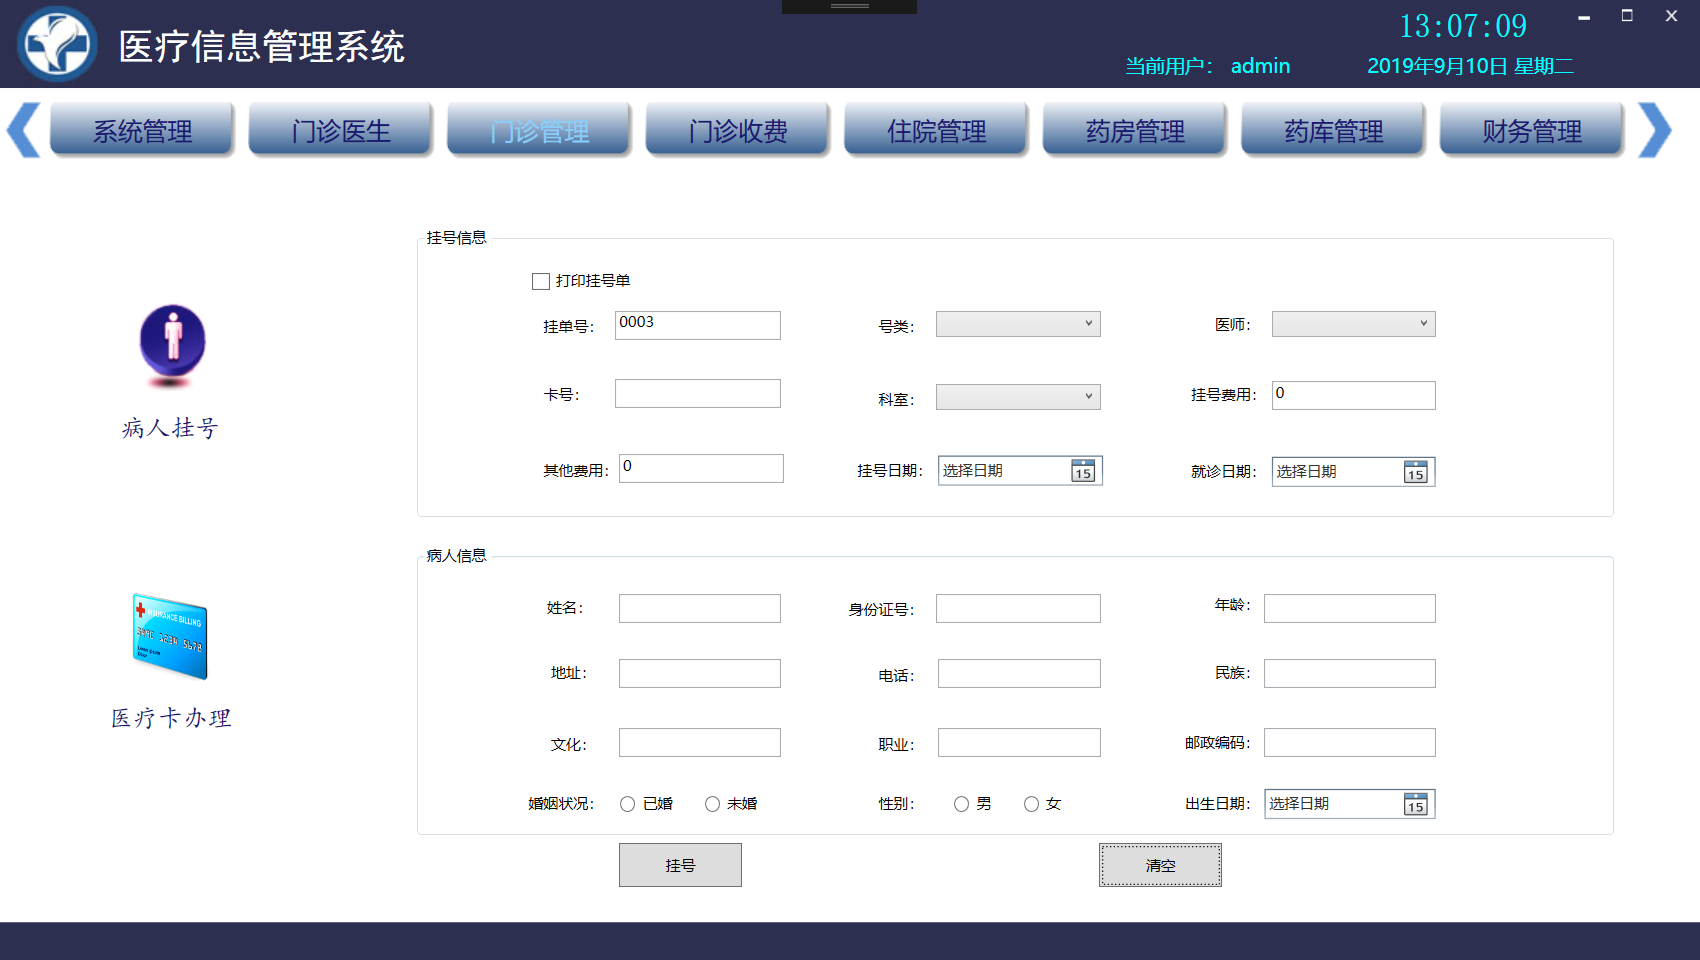 医疗信息管理系统
13:07:09
当前用户： admin
2019年9月10日 星期二
系统管理 门诊医生 门诊管理 门诊收费 住院管理 药房管理 药库管理 财务管理
挂号信息
打印挂号单
挂单号： 0003 号类： 医师：
卡号： 科室： 挂号费用： 0
其他费用： 0 挂号日期： 选择日期 15 就诊日期： 选择日期 15
病人挂号
病人信息
姓名： 身份证号： 年龄：
地址： 电话： 民族：
文化： 职业： 邮政编码：
婚姻状况： 已婚 未婚 性别： 男 女 出生日期： 选择日期 15
INSURANCE BILLING
1234 5678
医疗卡办理
挂号 清空